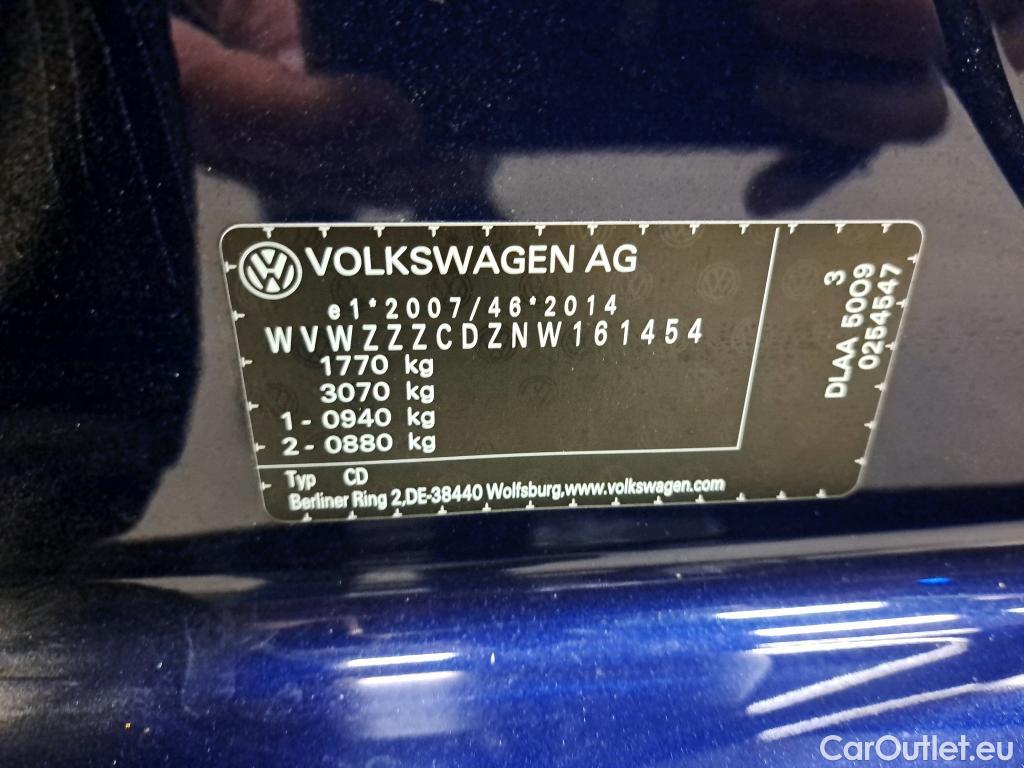 VOLKSWAGEN AG
e1*2007/46*2014
WVWZZZCDZNW161454
1770 kg
3070 kg
1 - 0940 kg
2 - 0880 kg
Typ CD
Berliner Ring 2,DE-38440 Wolfsburg,www.volkswagen.com
3
DLAA 5009
0254547
CarOutlet.eu